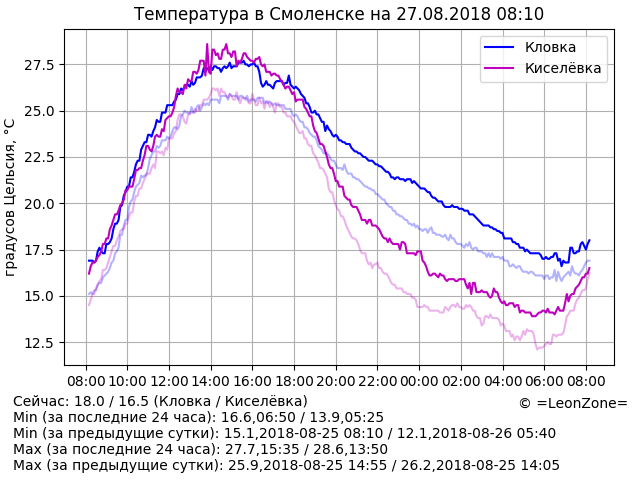 Температура в Смоленске на 27.08.2018 08:10
Кловка
Киселёвка
градусов Цельсия, °C
27.5
25.0
22.5
20.0
17.5
15.0
12.5
08:00 10:00 12:00 14:00 16:00 18:00 20:00 22:00 00:00 02:00 04:00 06:00 08:00
Сейчас: 18.0 / 16.5 (Кловка / Киселёвка)
© =LeonZone=
Min (за последние 24 часа): 16.6,06:50 / 13.9,05:25
Min (за предыдущие сутки): 15.1,2018-08-25 08:10 / 12.1,2018-08-26 05:40
Max (за последние 24 часа): 27.7,15:35 / 28.6,13:50
Max (за предыдущие сутки): 25.9,2018-08-25 14:55 / 26.2,2018-08-25 14:05